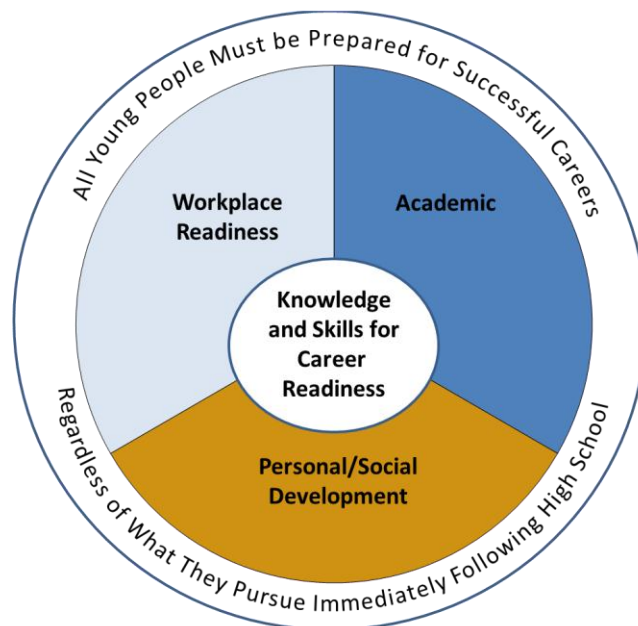 All Young People Must be Prepared for Successful Careers
Workplace
Readiness
Academic
Knowledge
and Skills for
Career
Readiness
Personal/Social
Development
Regardless of What They Pursue Immediately Following High School